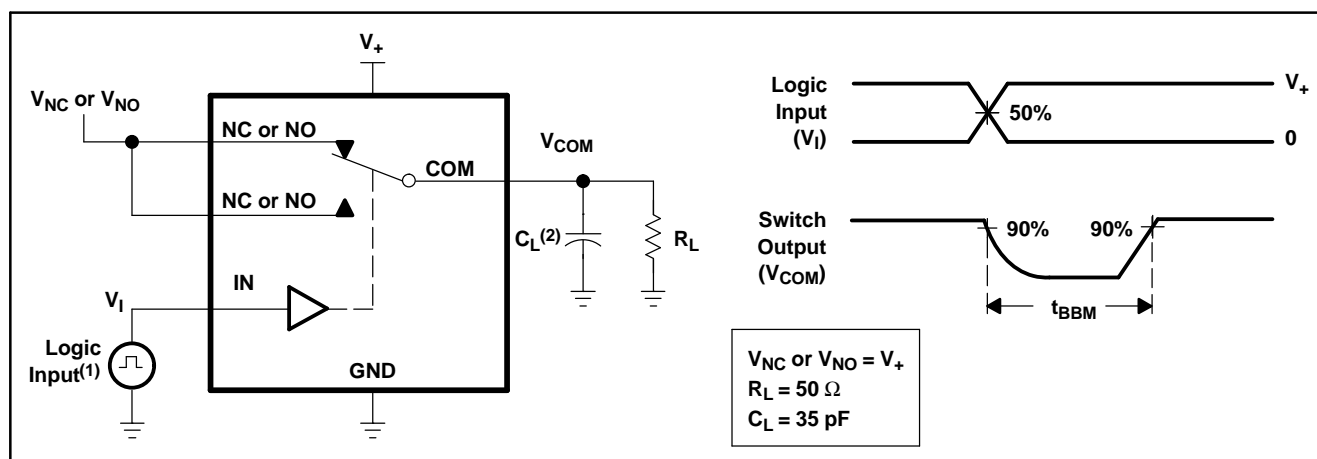 V+
VNC or VNO
NC or NO
VCOM
COM
NC or NO
CL(2)
RL
IN
VI
Logic
Input(1)
GND
Logic
Input
(VI)
50%
V+
0
Switch
Output
(VCOM)
90%
90%
tBBM
VNC or VNO = V+
RL = 50 Ω
CL = 35 pF